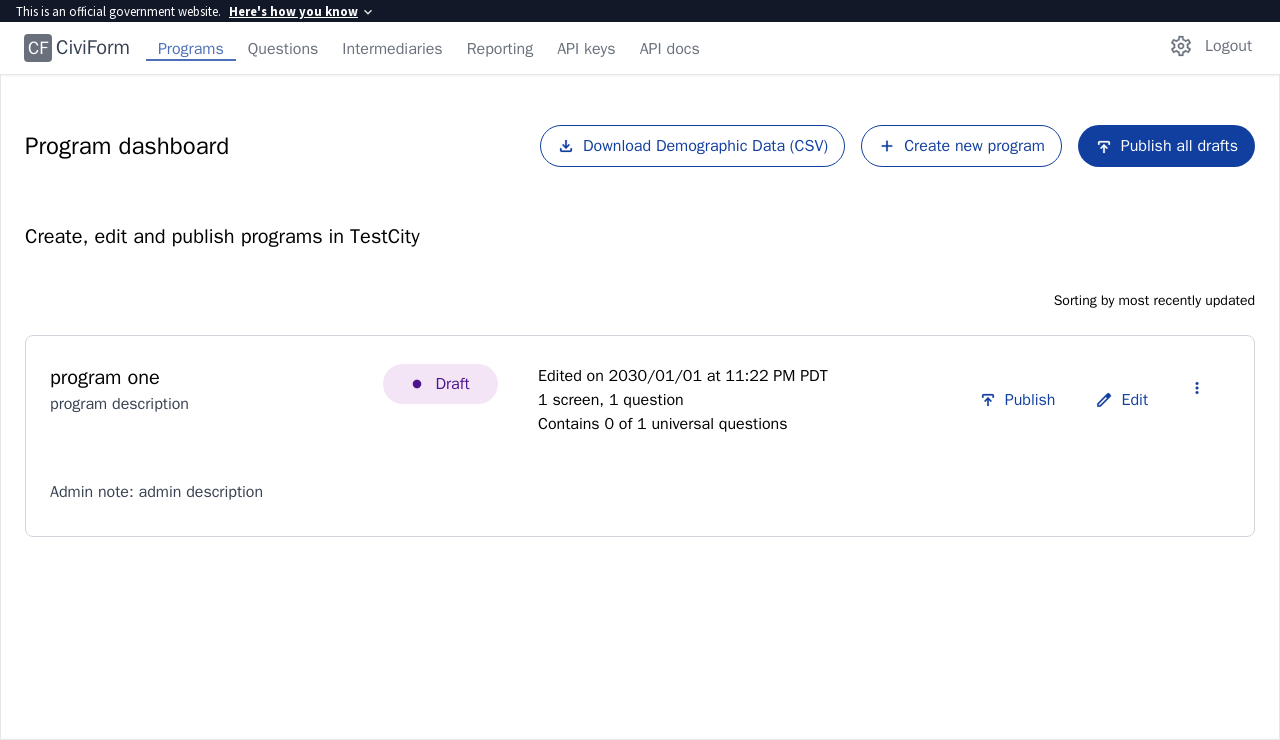 This is an official government website. Here's how you know
CF CiviForm Programs Questions Intermediaries Reporting API keys API docs Logout
Program dashboard Download Demographic Data (CSV) Create new program Publish all drafts
Create, edit and publish programs in TestCity
Sorting by most recently updated
program one
program description
Draft
Edited on 2030/01/01 at 11:22 PM PDT
1 screen, 1 question
Contains 0 of 1 universal questions
Publish Edit
Admin note: admin description